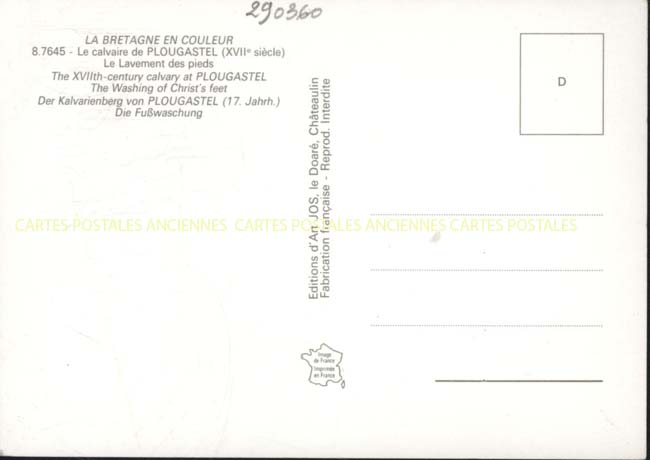 290360
LA BRETAGNE EN COULEUR
8.7645 - Le calvaire de PLOUGASTEL (XVIIe siècle)
Le Lavement des pieds
The XVIIth-century calvary at PLOUGASTEL
The Washing of Christ's feet
Der Kalvarienberg von PLOUGASTEL (17. Jahrh.)
Die Fußwaschung
Editions d'Art JOS, le Doaré, Châteaulin
Fabrication française - Reprod. Interdite
D
CARTES POSTALES ANCIENNES CARTES POSTALES ANCIENNES CARTES POSTALES
Image
de France
Imprimée
en France